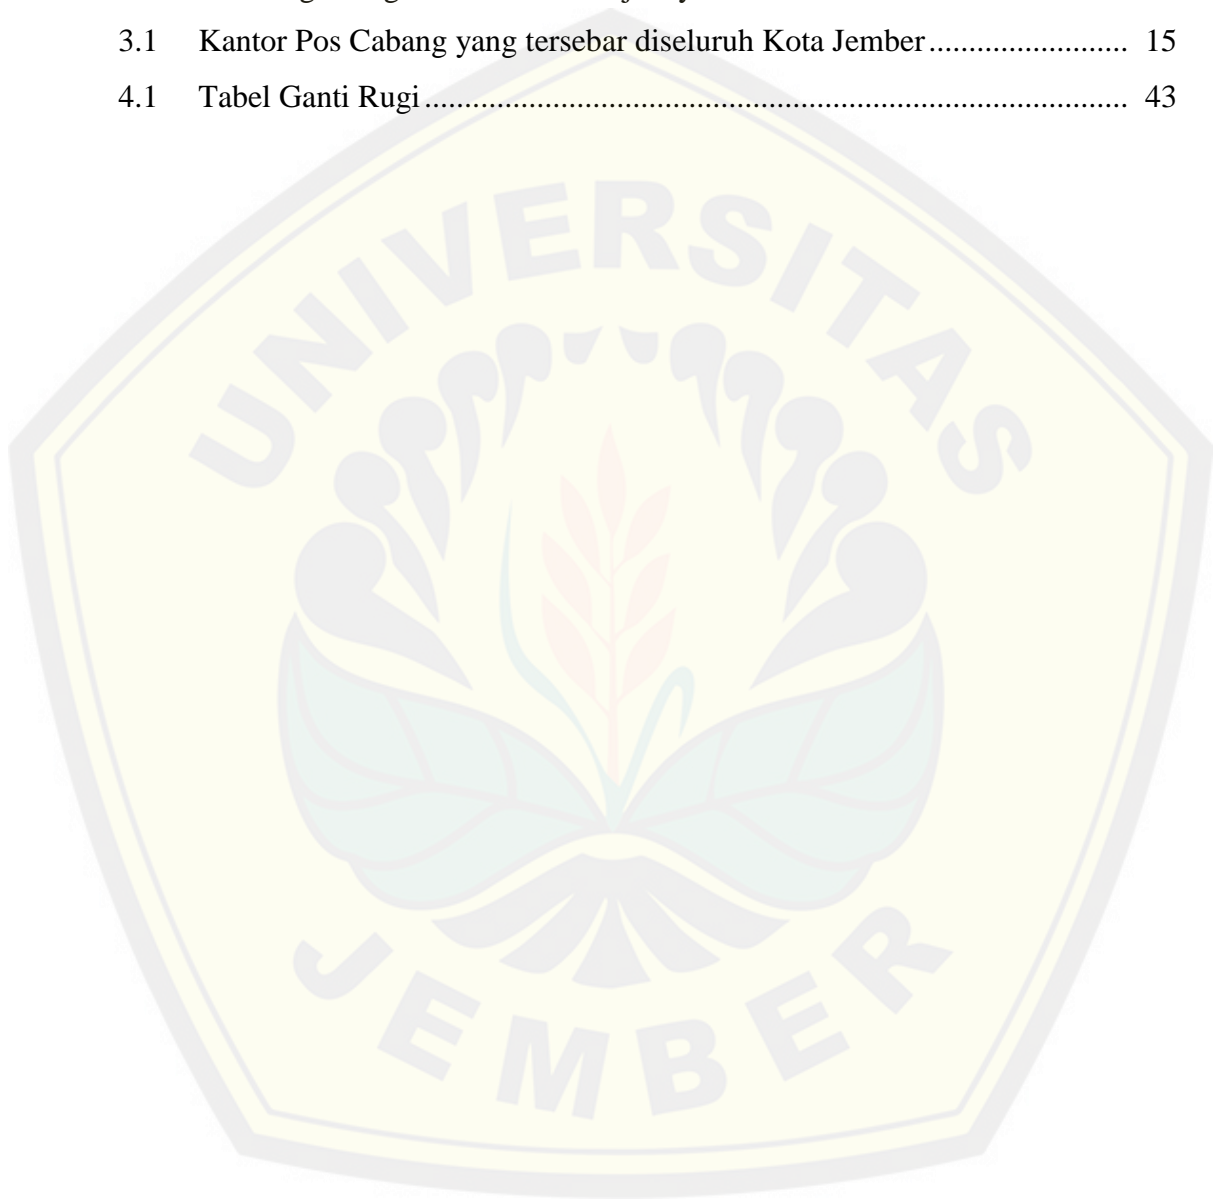 3.1 Kantor Pos Cabang yang tersebar diseluruh Kota Jember......................... 15
4.1 Tabel Ganti Rugi........................................................................................ 43
UNIVERSITAS
JEMBER